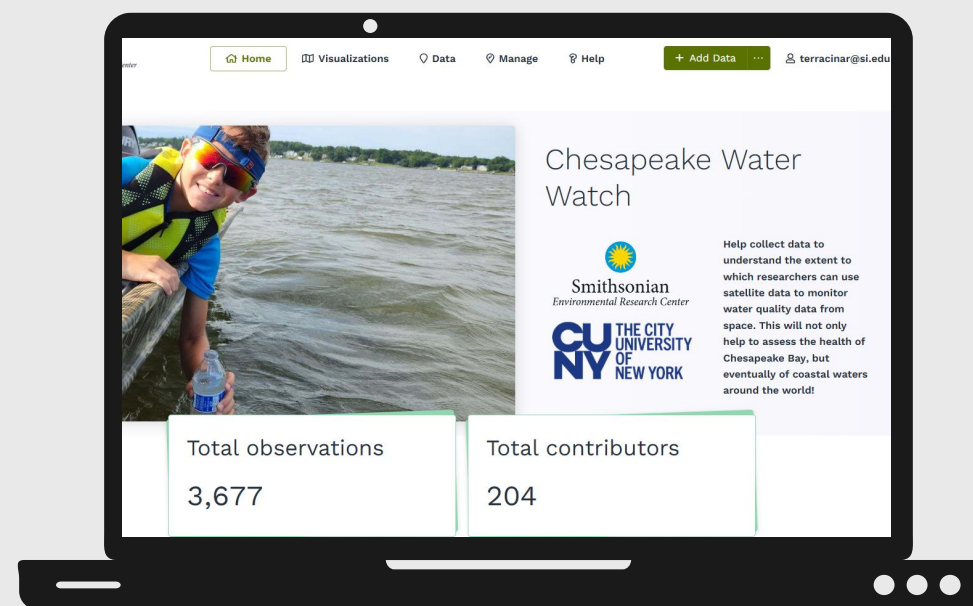 enter
Home
Visualizations
Data
Manage
Help
+ Add Data
...
terracinar@si.edu
Chesapeake Water
Watch
Smithsonian
Environmental Research Center
CU
NY
THE CITY
UNIVERSITY
OF
NEW YORK
Help collect data to
understand the extent to
which researchers can use
satellite data to monitor
water quality data from
space. This will not only
help to assess the health of
Chesapeake Bay, but
eventually of coastal waters
around the world!
Total observations
3,677
Total contributors
204